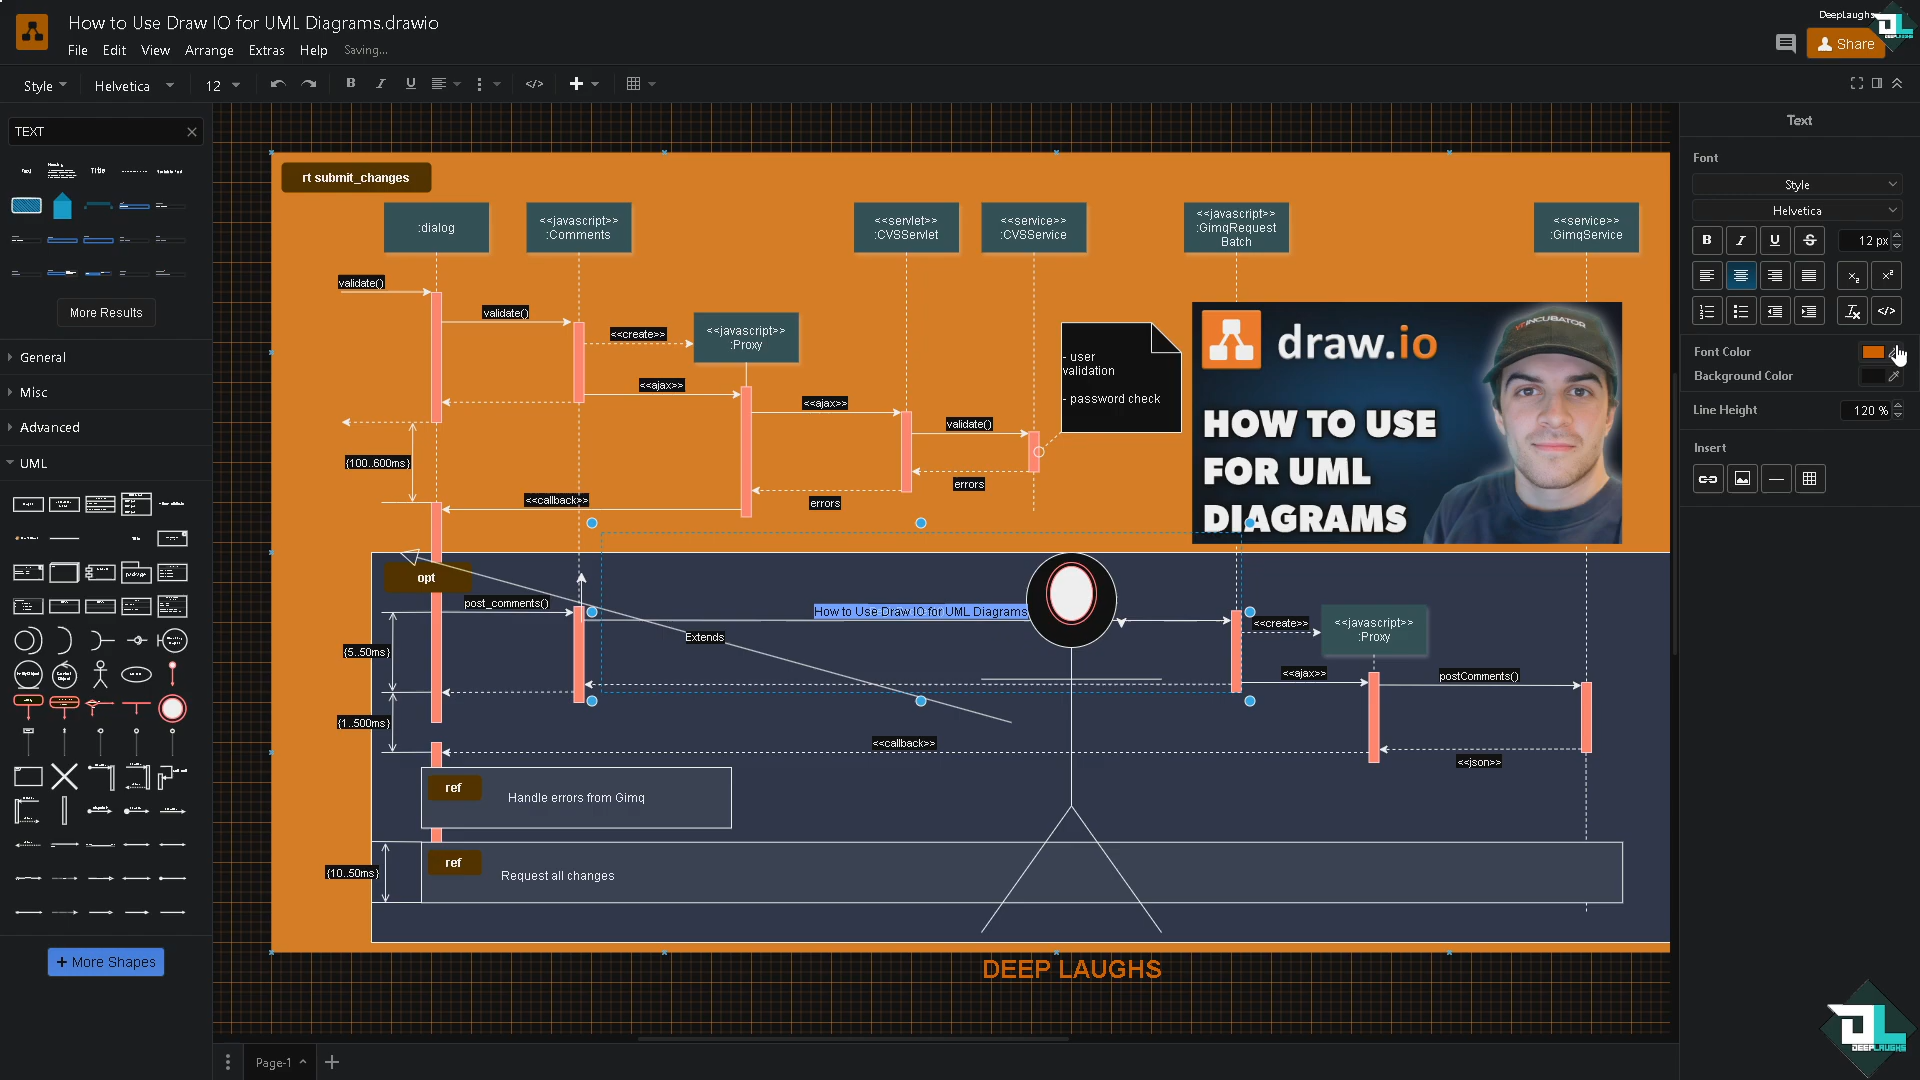 How to Use Draw IO for UML Diagrams.drawio
File Edit View Arrange Extras Help Saving...
DeepLaughs
Share
Style Helvetica 12 B I U </>
TEXT
Text Heading Title
More Results
General
Misc
Advanced
UML
+ More Shapes
rt submit_changes
:dialog
<<javascript>>
:Comments
<<servlet>>
:CVSServlet
<<service>>
:CVSService
<<javascript>>
:GimqRequest
Batch
<<service>>
:GimqService
validate()
validate()
<<create>>
<<javascript>>
:Proxy
<<ajax>>
<<ajax>>
validate()
- user
validation
- password check
draw.io
HOW TO USE
FOR UML
DIAGRAMS
{100..600ms}
<<callback>>
errors
errors
opt
post_comments()
How to Use Draw IO for UML Diagrams
Extends
<<create>>
<<javascript>>
:Proxy
{5..50ms}
<<ajax>>
postComments()
{1..500ms}
<<callback>>
<<json>>
ref
Handle errors from Gimq
ref
Request all changes
{10..50ms}
DEEP LAUGHS
Page-1
Text
Font
Style
Helvetica
B I U S 12 px
Font Color
Background Color
Line Height 120 %
Insert
DL
DEEPLAUGHS